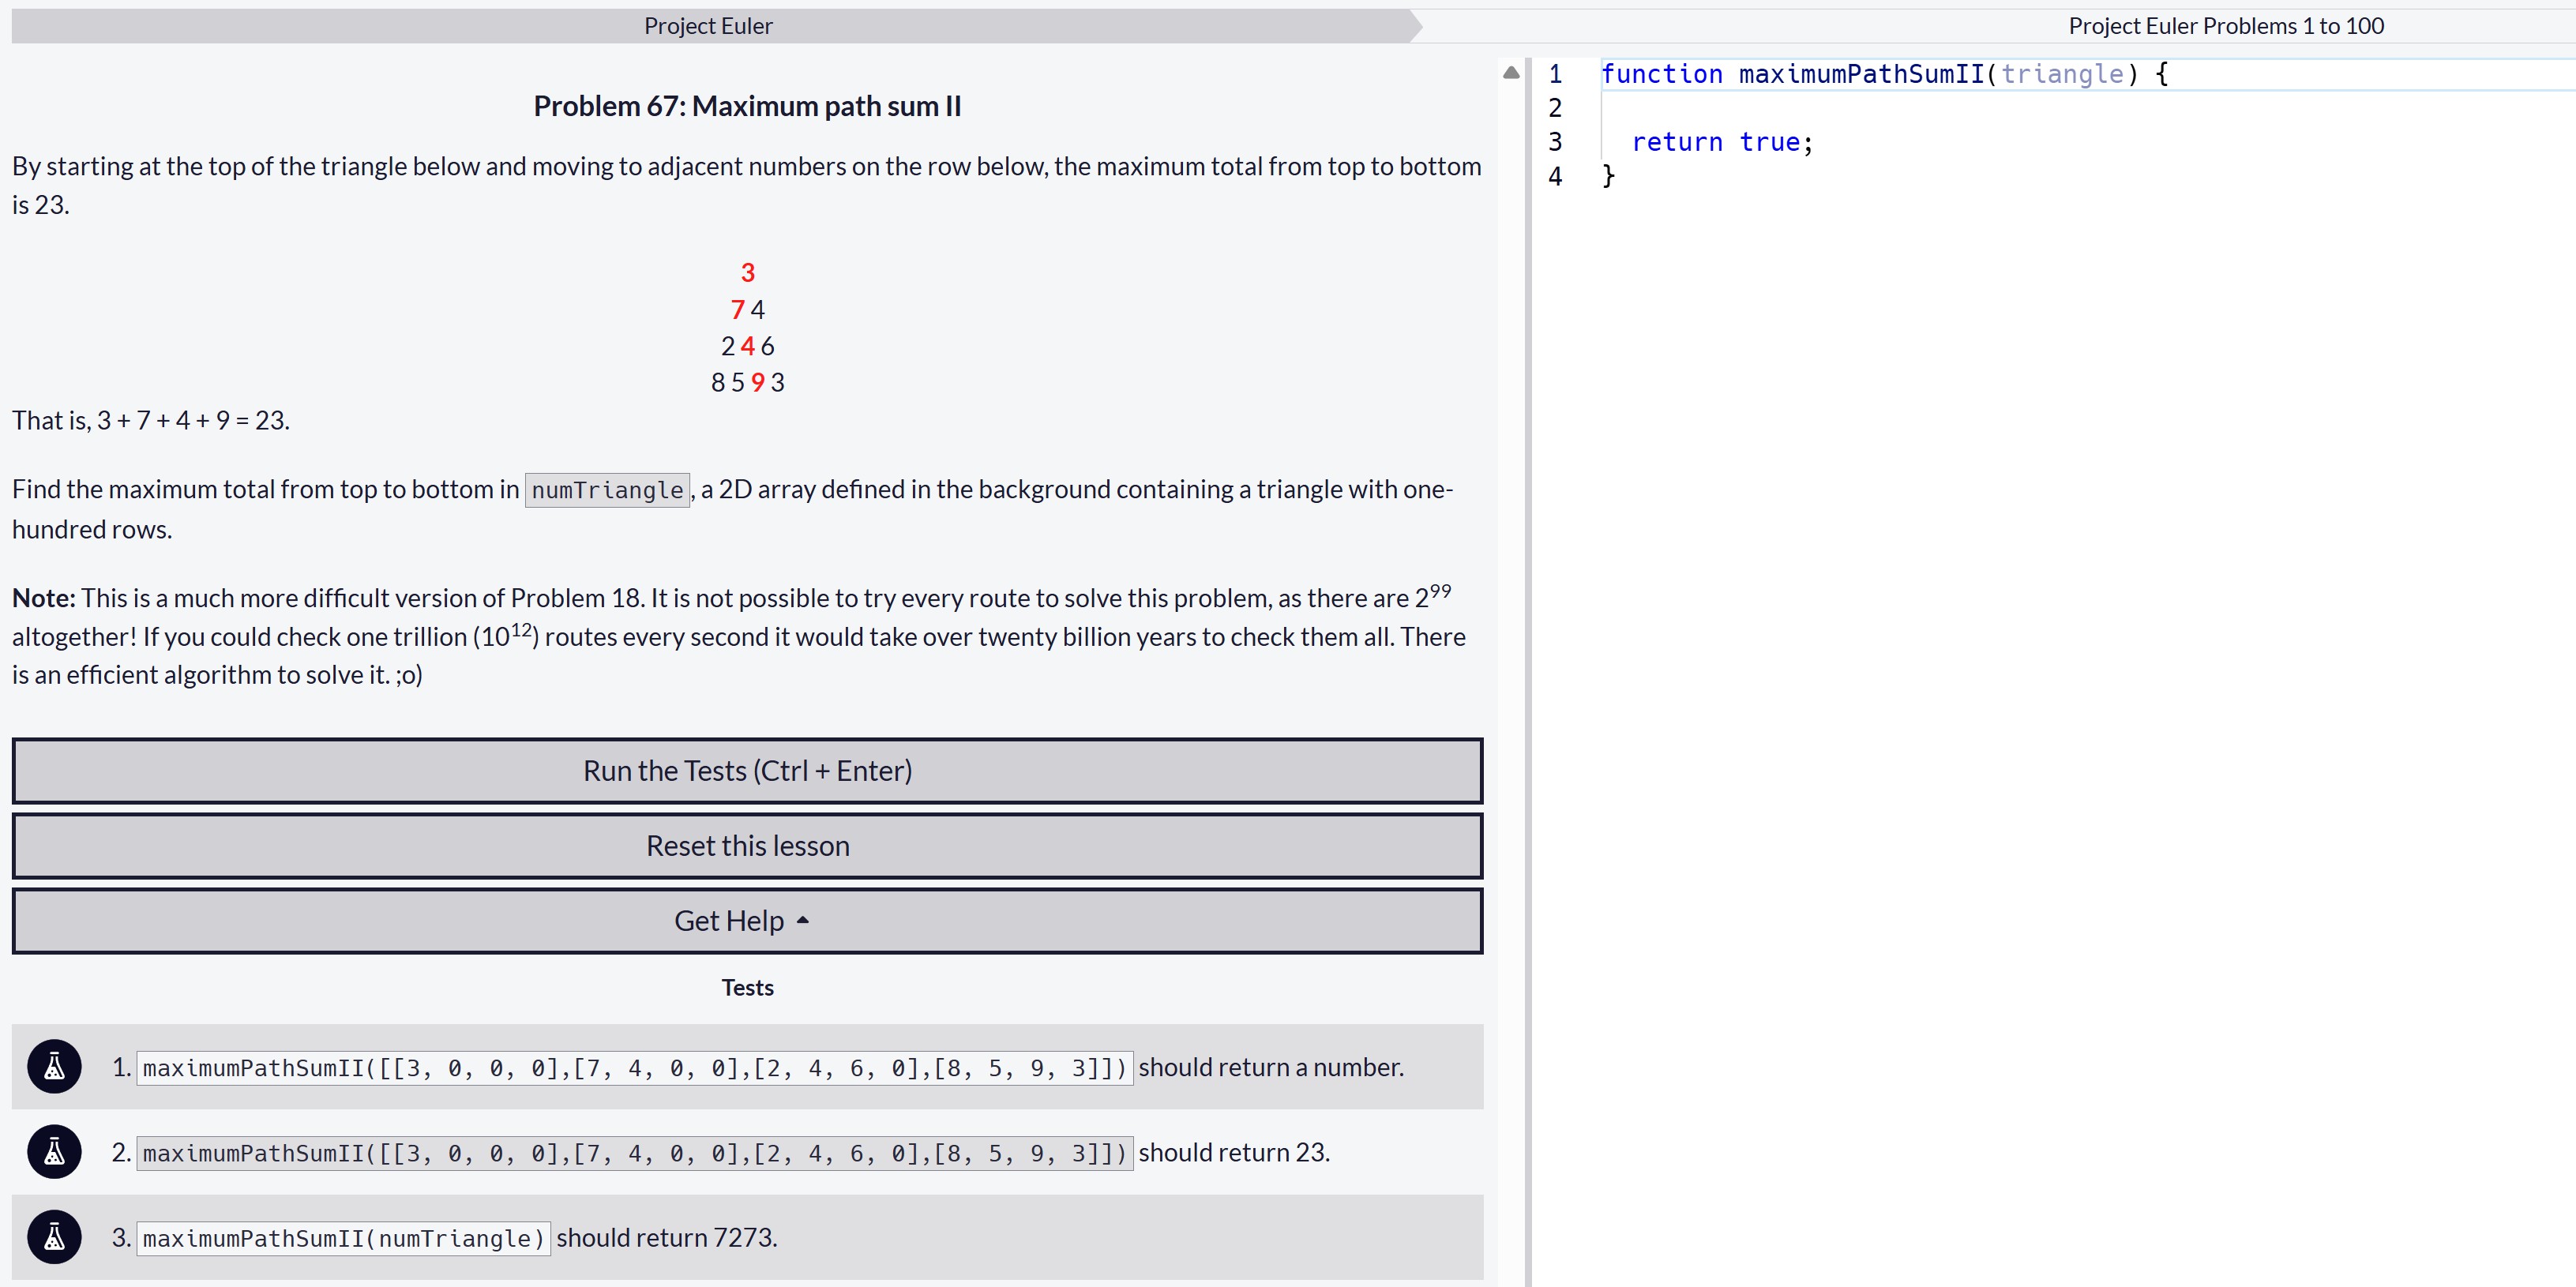 Project Euler
Project Euler Problems 1 to 100
Problem 67: Maximum path sum II
By starting at the top of the triangle below and moving to adjacent numbers on the row below, the maximum total from top to bottom
is 23.
3
7 4
2 4 6
8 5 9 3
That is, 3 + 7 + 4 + 9 = 23.
Find the maximum total from top to bottom in numTriangle, a 2D array defined in the background containing a triangle with one-
hundred rows.
Note: This is a much more difficult version of Problem 18. It is not possible to try every route to solve this problem, as there are 2⁹⁹
altogether! If you could check one trillion (10¹²) routes every second it would take over twenty billion years to check them all. There
is an efficient algorithm to solve it. ;o)
Run the Tests (Ctrl + Enter)
Reset this lesson
Get Help
Tests
1. maximumPathSumII([[3, 0, 0, 0],[7, 4, 0, 0],[2, 4, 6, 0],[8, 5, 9, 3]]) should return a number.
2. maximumPathSumII([[3, 0, 0, 0],[7, 4, 0, 0],[2, 4, 6, 0],[8, 5, 9, 3]]) should return 23.
3. maximumPathSumII(numTriangle) should return 7273.
1 function maximumPathSumII(triangle) {
2
3   return true;
4 }